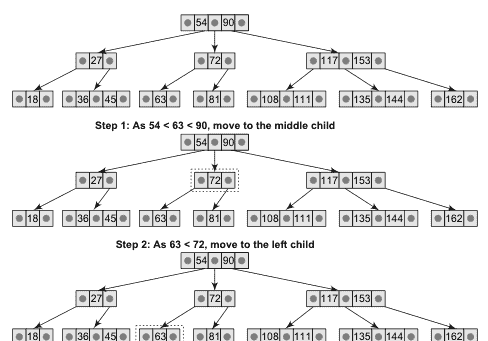 54 90
27 72 117 153
18 36 45 63 81 108 111 135 144 162
Step 1: As 54 < 63 < 90, move to the middle child
54 90
27 72 117 153
18 36 45 63 81 108 111 135 144 162
Step 2: As 63 < 72, move to the left child
54 90
27 72 117 153
18 36 45 63 81 108 111 135 144 162